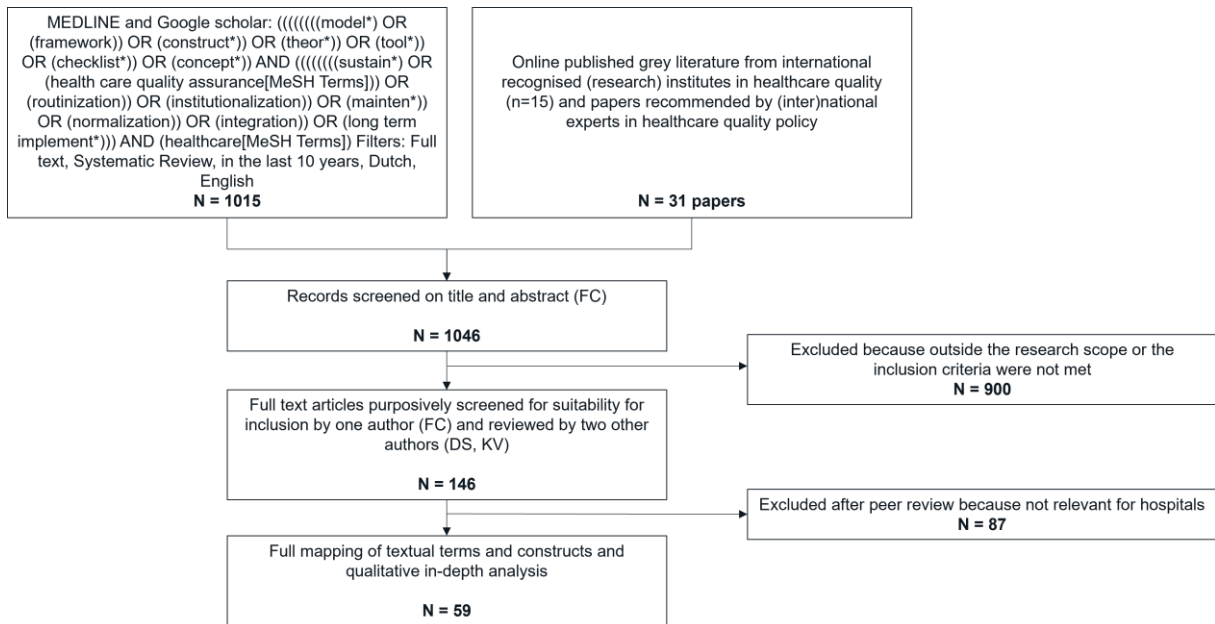 MEDLINE and Google scholar: ((((((((model*) OR
(framework)) OR (construct*)) OR (theor*) OR (tool*))
OR (checklist*)) OR (concept*)) AND ((((((((sustain*) OR
(health care quality assurance[MeSH Terms])) OR
(routinization)) OR (institutionalization)) OR (mainten*))
OR (normalization)) OR (integration)) OR (long term
implement*))) AND (healthcare[MeSH Terms]) Filters: Full
text, Systematic Review, in the last 10 years, Dutch,
English
N = 1015
Online published grey literature from international
recognised (research) institutes in healthcare quality
(n=15) and papers recommended by (inter)national
experts in healthcare quality policy
N = 31 papers
Records screened on title and abstract (FC)
N = 1046
Excluded because outside the research scope or the
inclusion criteria were not met
N = 900
Full text articles purposively screened for suitability for
inclusion by one author (FC) and reviewed by two other
authors (DS, KV)
N = 146
Excluded after peer review because not relevant for hospitals
N = 87
Full mapping of textual terms and constructs and
qualitative in-depth analysis
N = 59